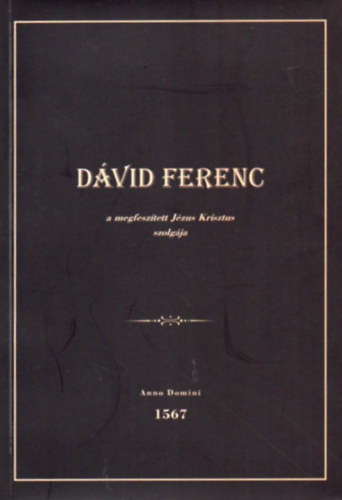 DÁVID FERENC
a megfeszített Jézus Krisztus
szolgája
Anno Domini
1567